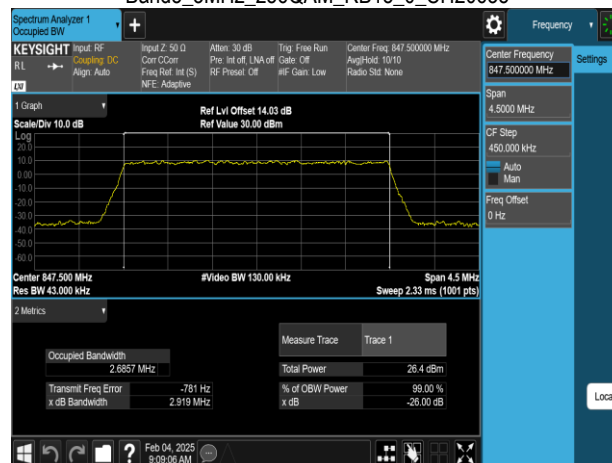 Spectrum Analyzer 1
Occupied BW
Frequency
KEYSIGHT Input: RF Input Z: 50 Ω Atten: 30 dB Trig: Free Run Center Freq: 847.500000 MHz
RL Coupling: DC Corr CCorr Pre: Int off, LNA off Gate: Off Avg|Hold: 10/10
Align: Auto Freq Ref: Int (S) RF Presel: Off #IF Gain: Low Radio Std: None
NFE: Adaptive
LXI
Center Frequency
847.500000 MHz
Settings
Span
4.5000 MHz
CF Step
450.000 kHz
Auto
Man
Freq Offset
0 Hz
1 Graph
Scale/Div 10.0 dB
Ref Lvl Offset 14.03 dB
Ref Value 30.00 dBm
Log
20.0
10.0
0.00
-10.0
-20.0
-30.0
-40.0
-50.0
-60.0
Center 847.500 MHz #Video BW 130.00 kHz Span 4.5 MHz
Res BW 43.000 kHz Sweep 2.33 ms (1001 pts)
2 Metrics
Measure Trace Trace 1
Occupied Bandwidth
2.6857 MHz
Total Power 26.4 dBm
Transmit Freq Error -781 Hz % of OBW Power 99.00 %
x dB Bandwidth 2.919 MHz x dB -26.00 dB
Loca
Feb 04, 2025
9:09:06 AM